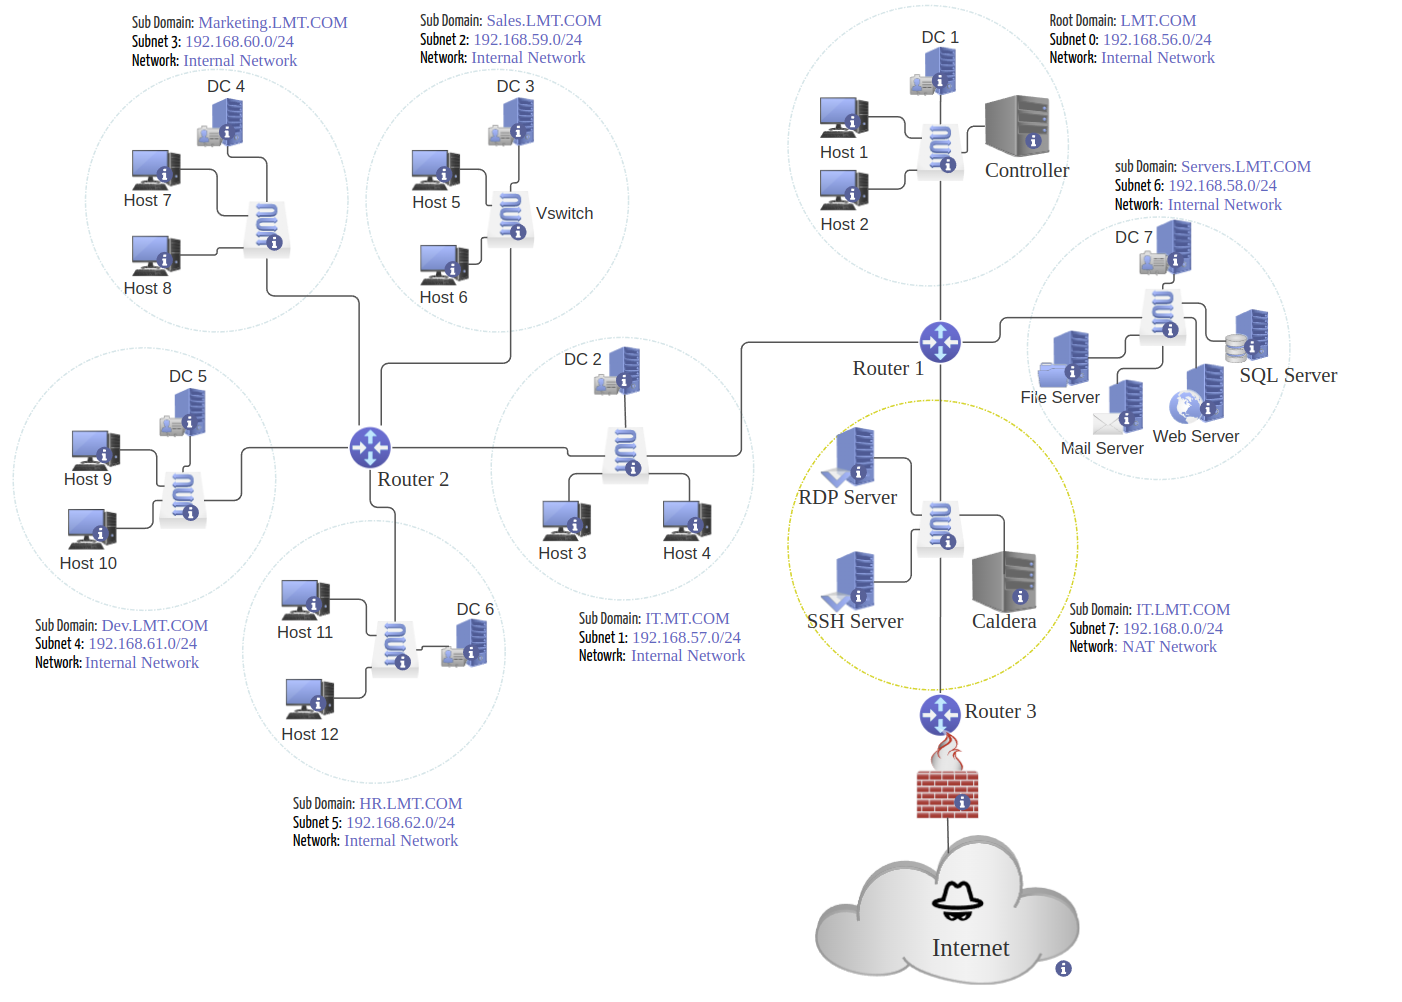 Sub Domain: Marketing.LMT.COM
Subnet 3: 192.168.60.0/24
Network: Internal Network
DC 4
Host 7
Host 8
Sub Domain: Sales.LMT.COM
Subnet 2: 192.168.59.0/24
Network: Internal Network
DC 3
Host 5
Vswitch
Host 6
Root Domain: LMT.COM
Subnet 0: 192.168.56.0/24
Network: Internal Network
DC 1
Host 1
Controller
Host 2
sub Domain: Servers.LMT.COM
Subnet 6: 192.168.58.0/24
Network: Internal Network
DC 7
SQL Server
File Server
Web Server
Mail Server
Router 1
DC 2
Host 3
Host 4
Sub Domain: IT.MT.COM
Subnet 1: 192.168.57.0/24
Netowrk: Internal Network
Router 2
DC 5
Host 9
Host 10
Sub Domain: Dev.LMT.COM
Subnet 4: 192.168.61.0/24
Network: Internal Network
Host 11
DC 6
Host 12
Sub Domain: HR.LMT.COM
Subnet 5: 192.168.62.0/24
Network: Internal Network
RDP Server
SSH Server
Caldera
Sub Domain: IT.LMT.COM
Subnet 7: 192.168.0.0/24
Network: NAT Network
Router 3
Internet